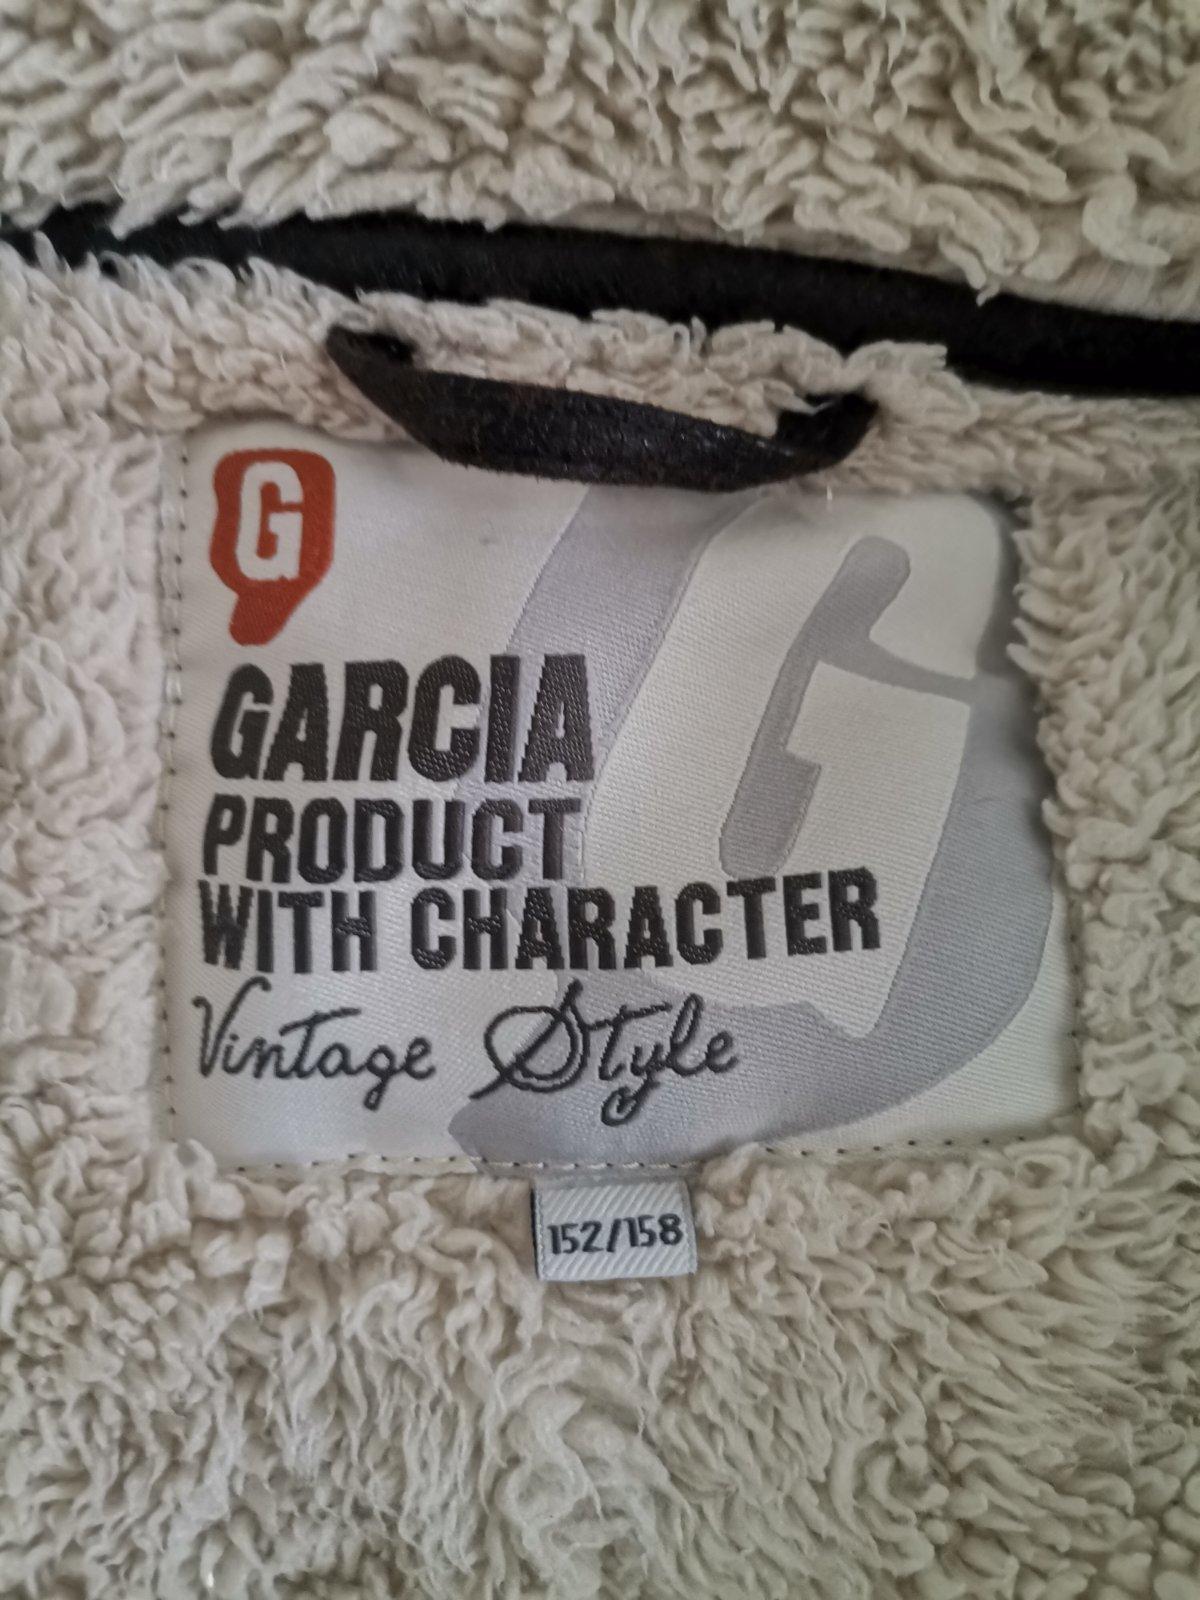 G
GARCIA
PRODUCT
WITH CHARACTER
Vintage Style
152/158